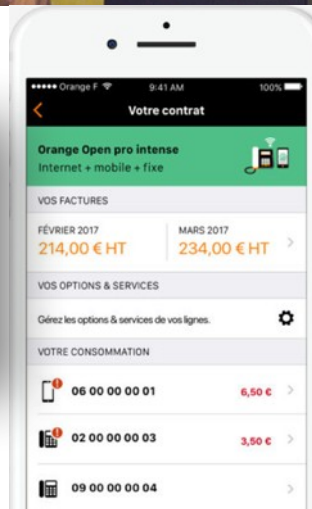 Orange F 9:41 AM 100%
Votre contrat
Orange Open pro intense
Internet + mobile + fixe
VOS FACTURES
FÉVRIER 2017 MARS 2017
214,00 € HT 234,00 € HT
VOS OPTIONS & SERVICES
Gérez les options & services de vos lignes.
VOTRE CONSOMMATION
06 00 00 00 01 6,50 €
02 00 00 00 03 3,50 €
09 00 00 00 04